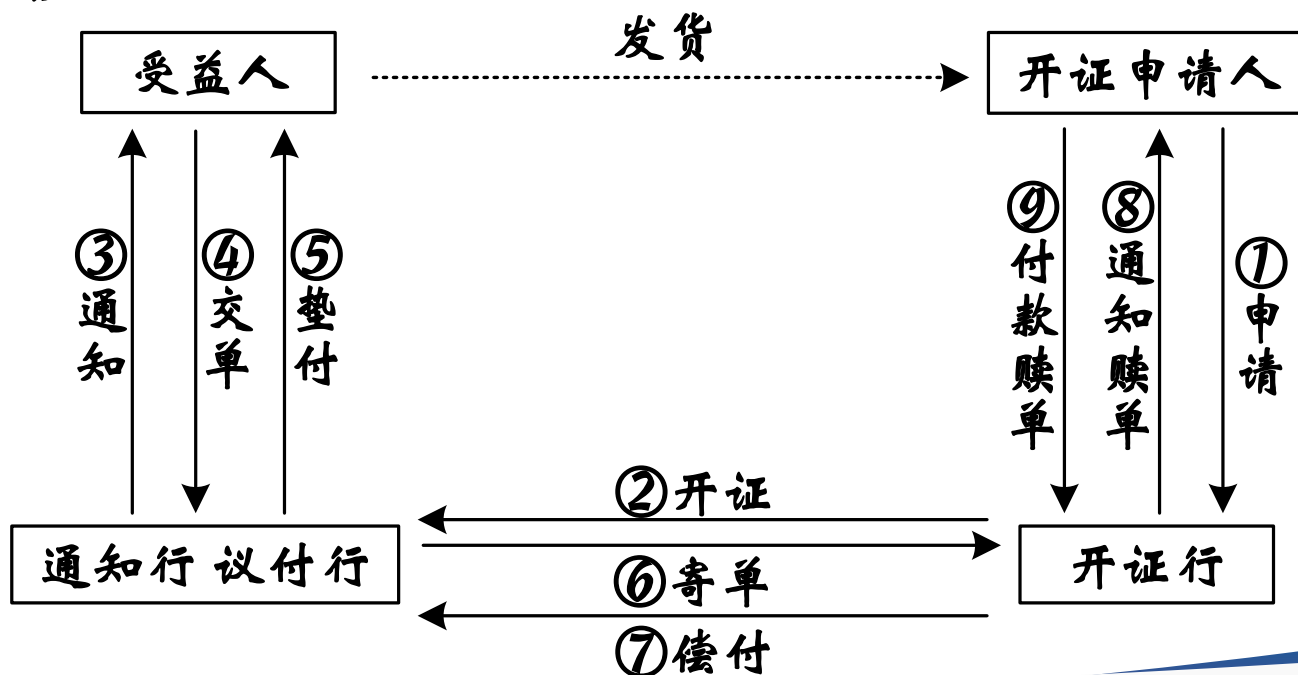 发货
受益人
开证申请人
③通知
④交单
⑤垫付
⑨付款赎单
⑧通知赎单
①申请
②开证
通知行 议付行
开证行
⑥寄单
⑦偿付